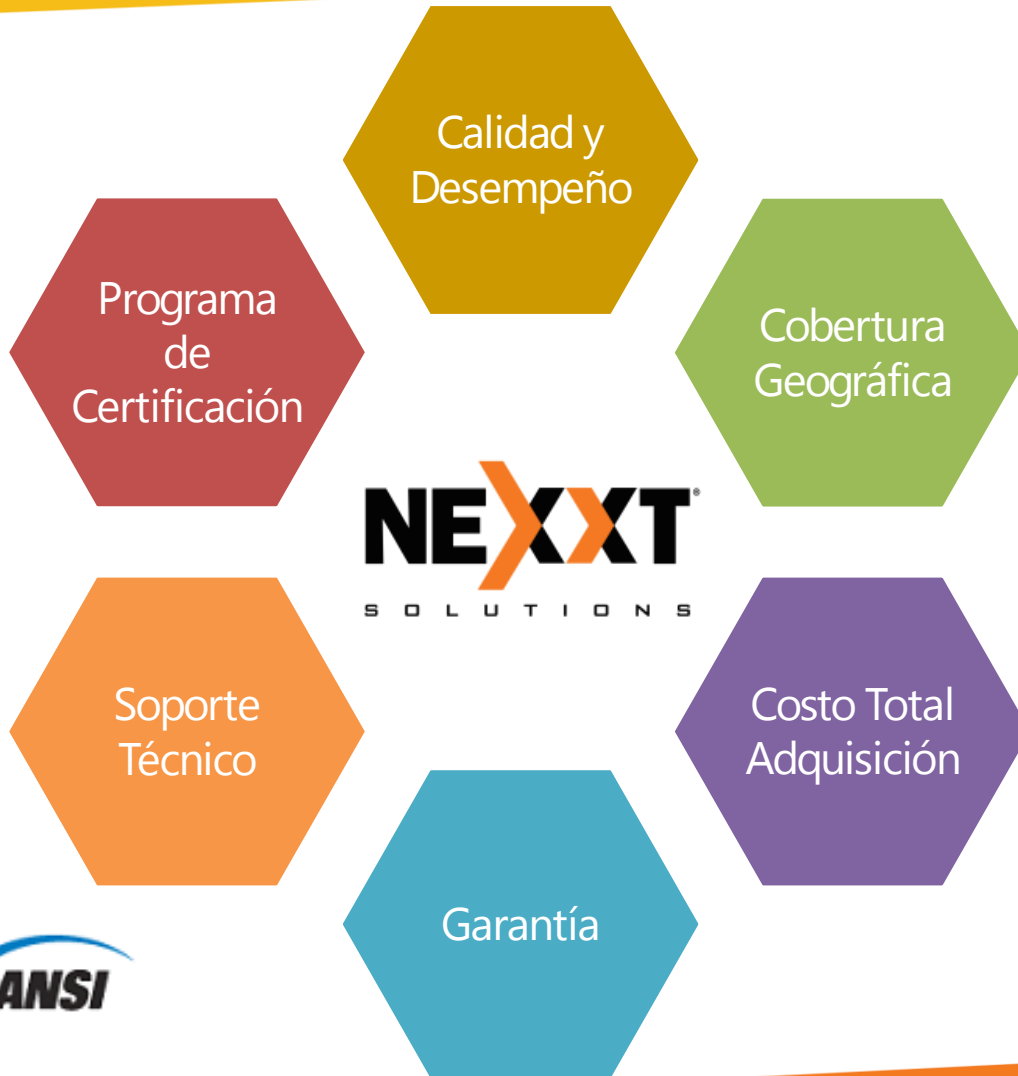 Calidad y
Desempeño
Programa
de
Certificación
Cobertura
Geográfica
NEXXT®
SOLUTIONS
Soporte
Técnico
Costo Total
Adquisición
Garantía
ANSI